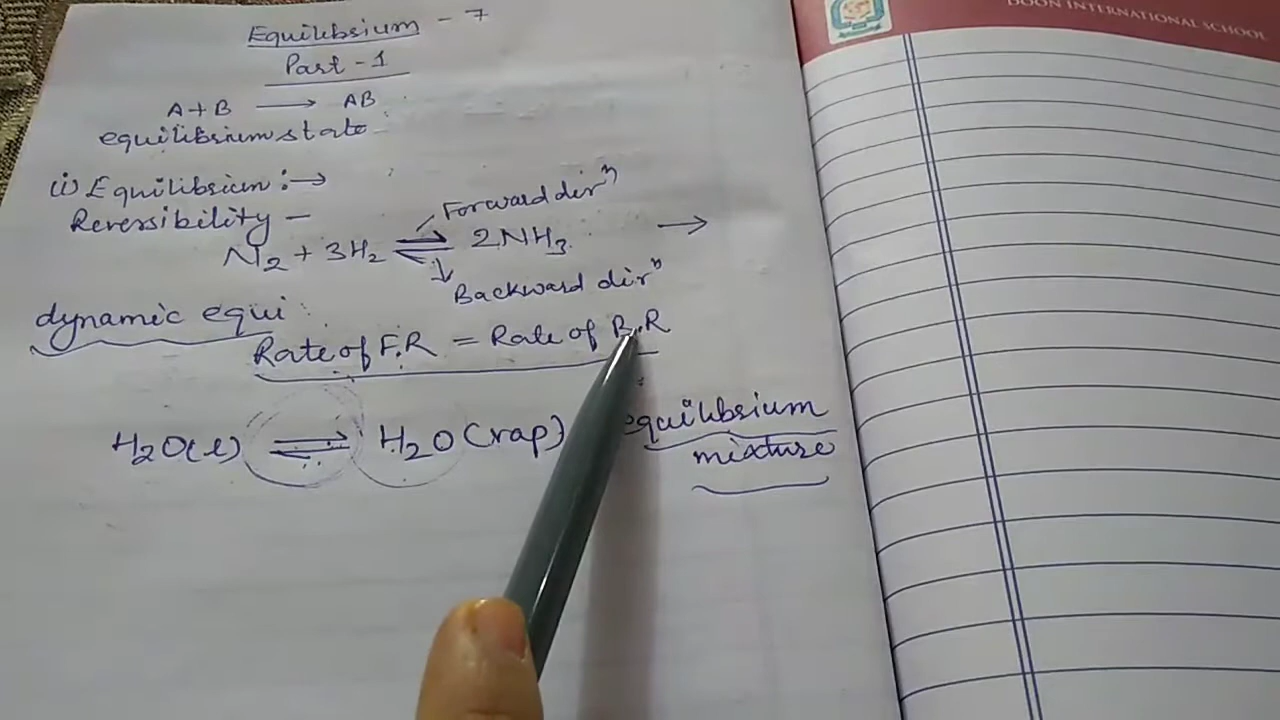 DOON INTERNATIONAL SCHOOL
Equilibrium - 7
Part - 1
A + B ⟶ AB
equilibrium state
(i) Equilibrium :→
Reversibility -
Forward dirⁿ
N₂ + 3H₂ ⇌ 2NH₃ →
Backward dirⁿ
dynamic equi
Rate of F.R = Rate of B.R
H₂O(l) ⇌ H₂O (vap) equilibrium
mixture